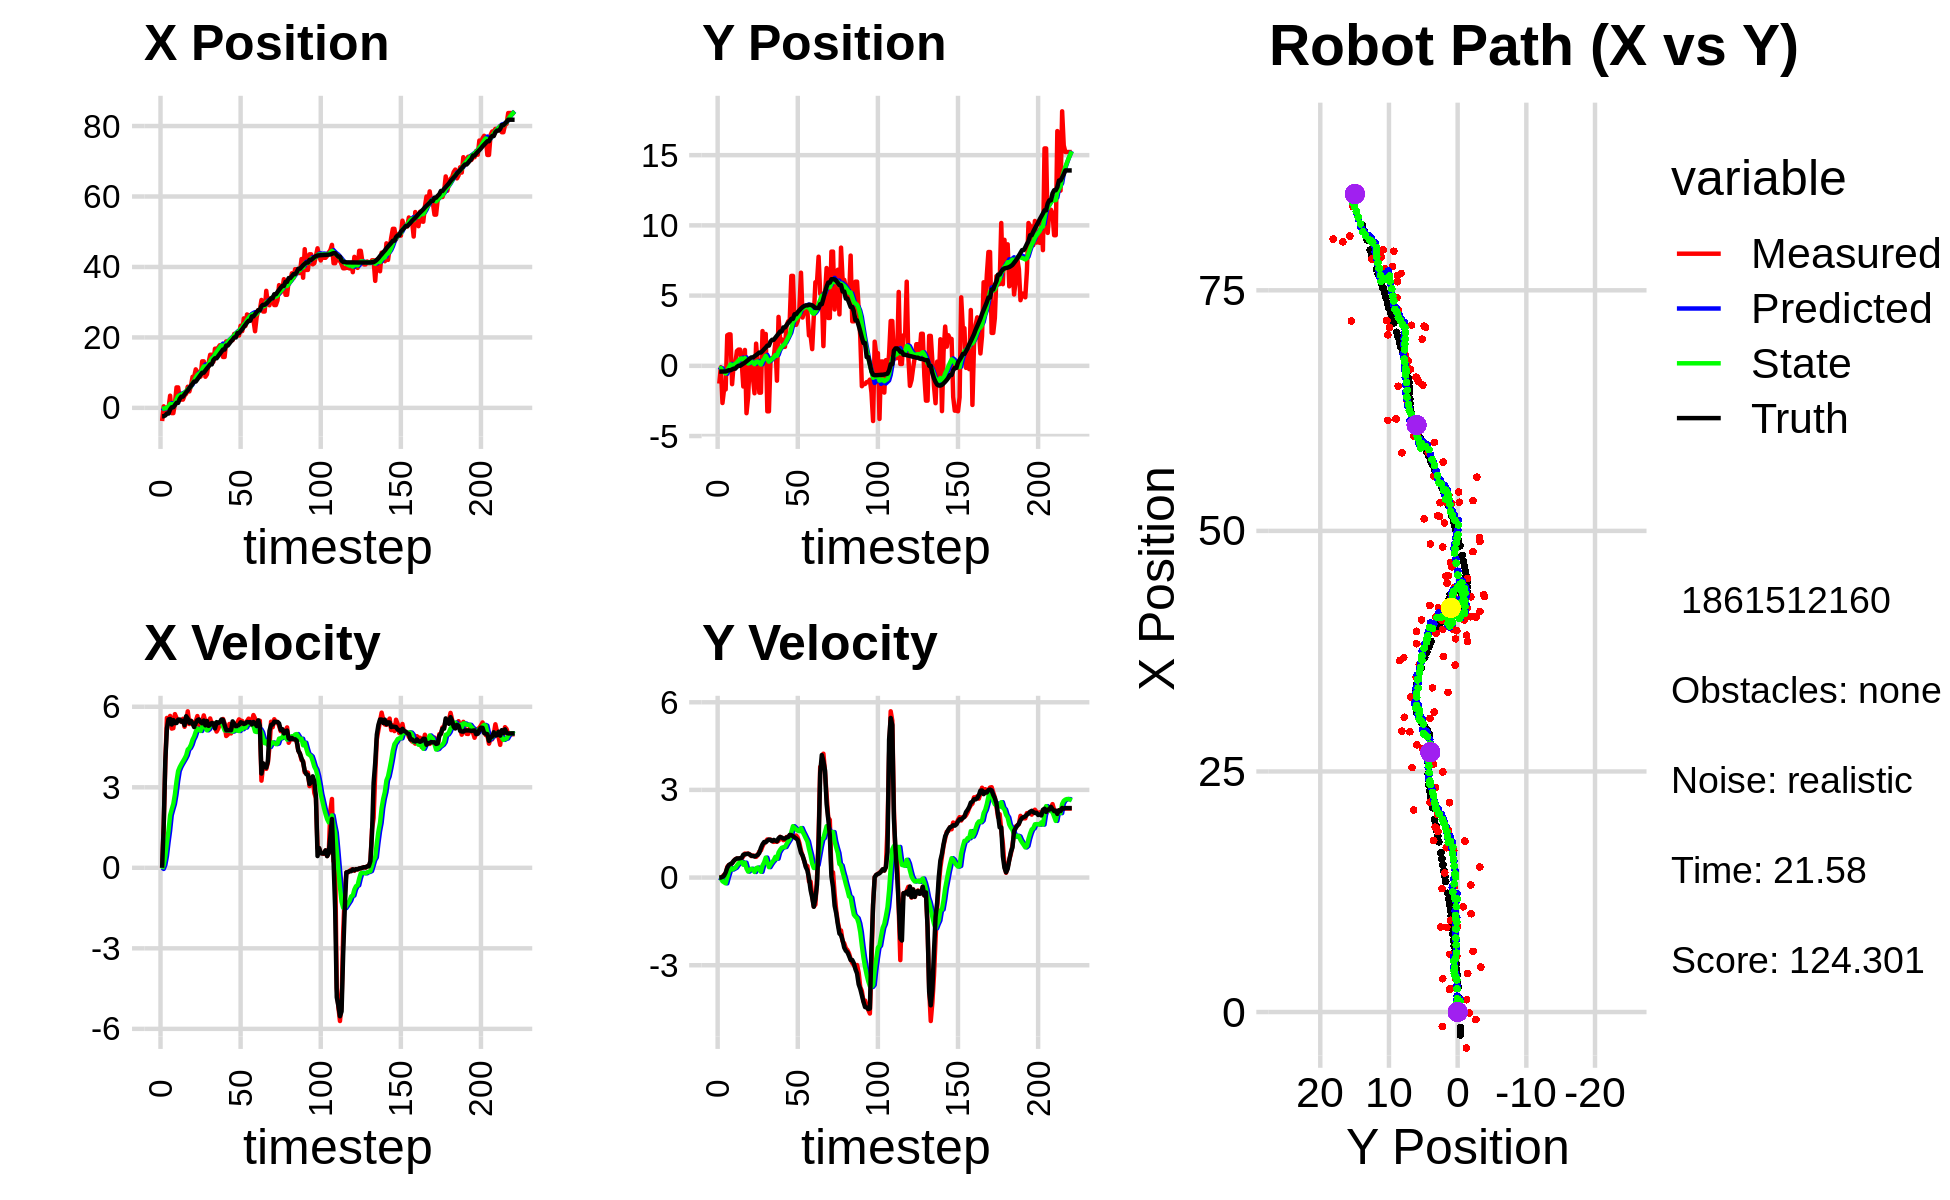 X Position
80
60
40
20
0
0
50
100
150
200
timestep
Y Position
15
10
5
0
-5
0
50
100
150
200
timestep
X Velocity
6
3
0
-3
-6
0
50
100
150
200
timestep
Y Velocity
6
3
0
-3
0
50
100
150
200
timestep
Robot Path (X vs Y)
X Position
75
50
25
0
20 10 0 -10 -20
Y Position
variable
Measured
Predicted
State
Truth
1861512160
Obstacles: none
Noise: realistic
Time: 21.58
Score: 124.301